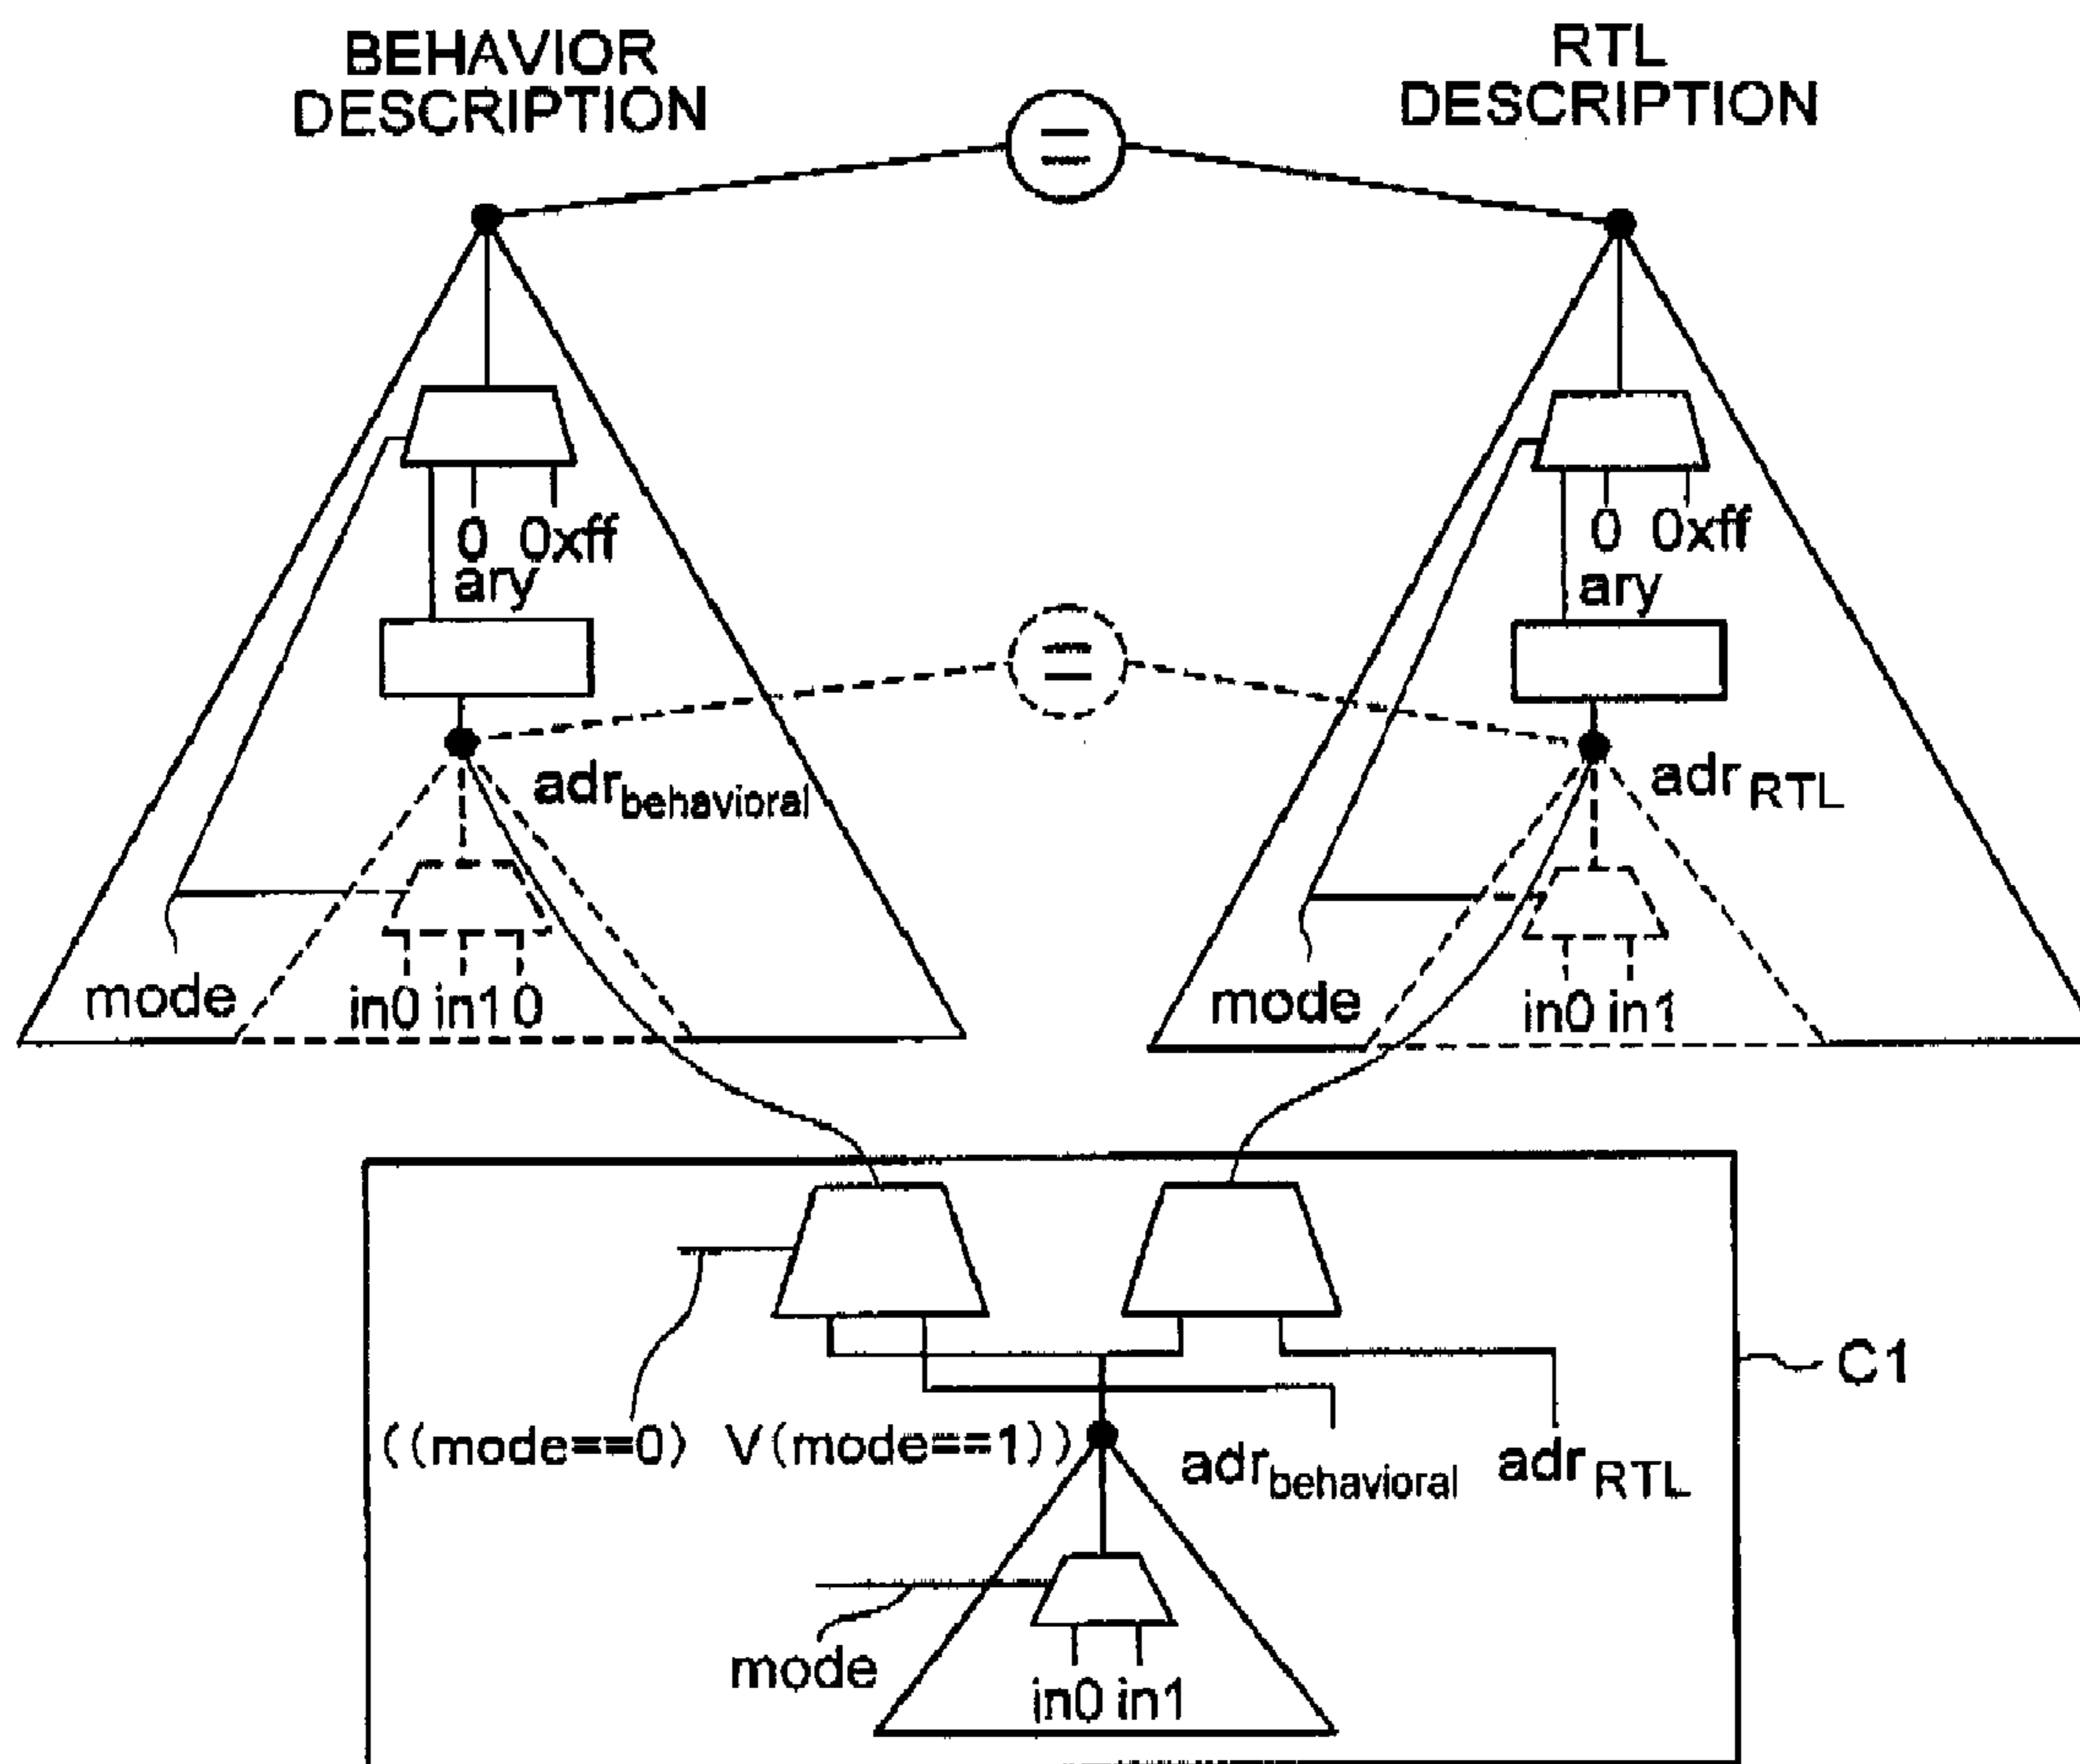 BEHAVIOR
DESCRIPTION
RTL
DESCRIPTION
=
0 0xff
ary
0 0xff
ary
=
adrbehavioral
adrRTL
mode
in0 in1 0
mode
in0 in1
C1
((mode==0) V(mode==1))
adrbehavioral
adrRTL
mode
in0 in1